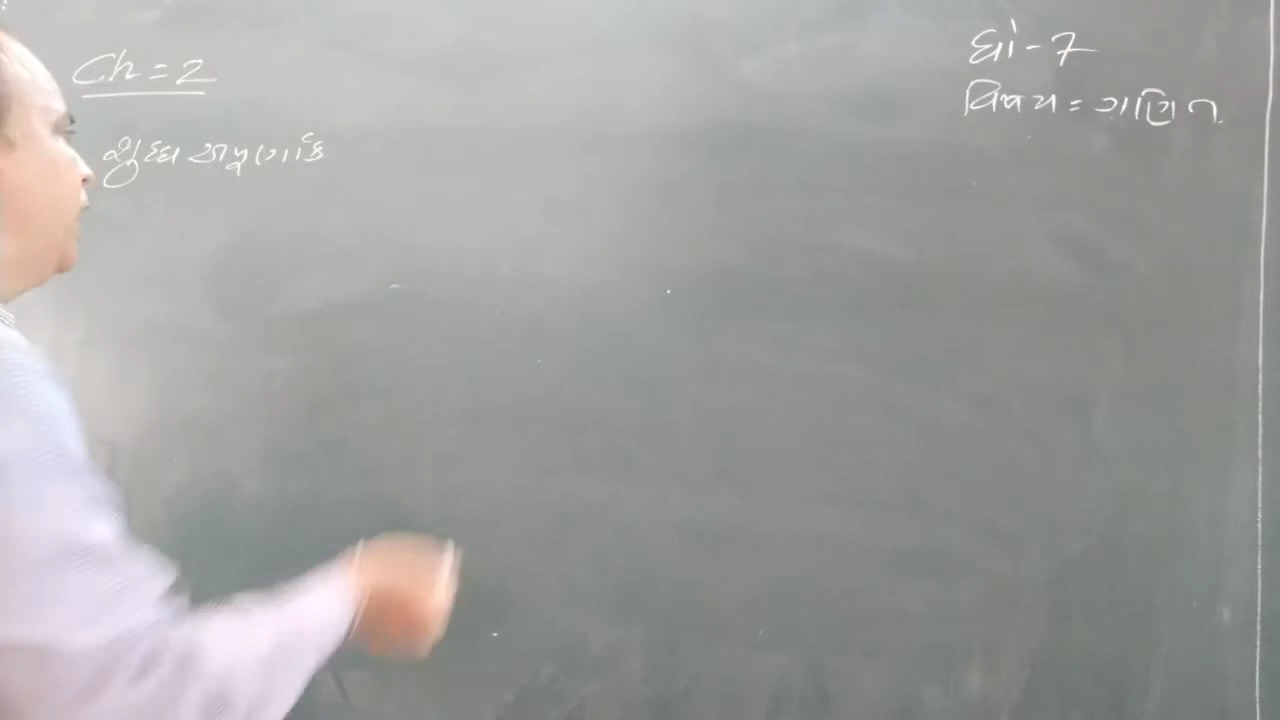 Ch = 2
શુદ્ધ અપૂર્ણાંક
ધો - 7
વિષય = ગણિત